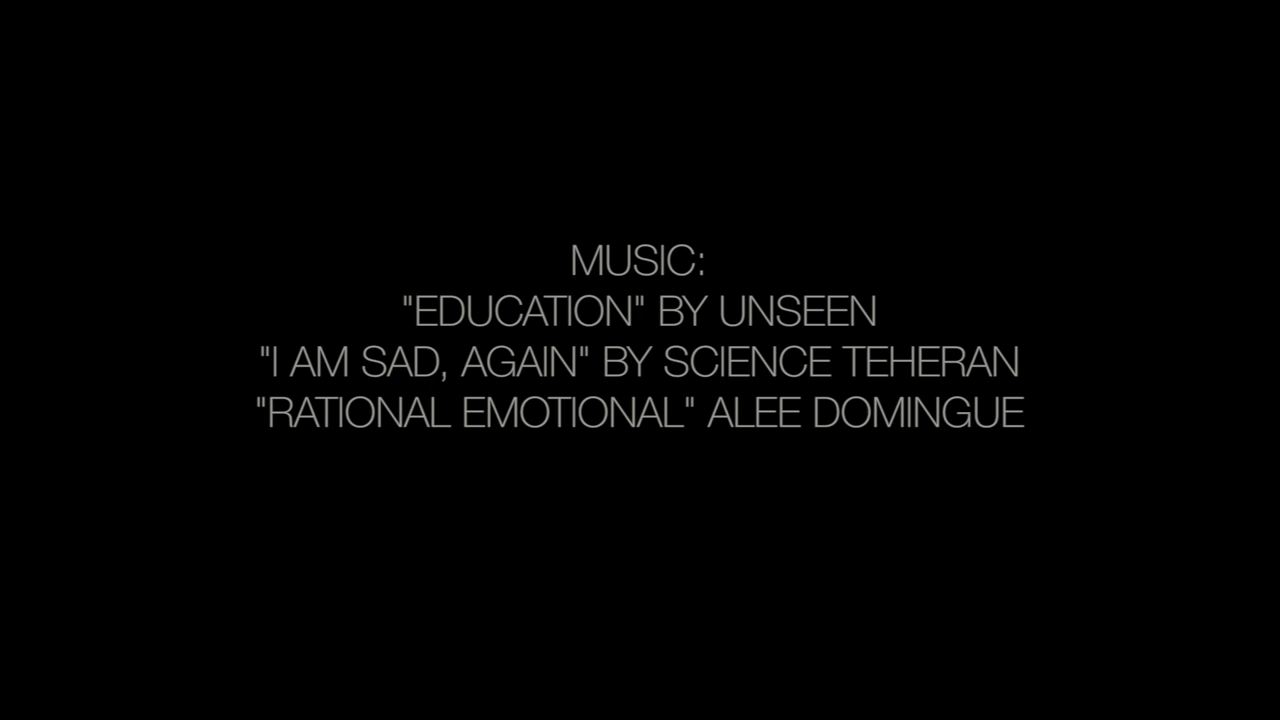 MUSIC:
"EDUCATION" BY UNSEEN
"I AM SAD, AGAIN" BY SCIENCE TEHERAN
"RATIONAL EMOTIONAL" ALEE DOMINGUE